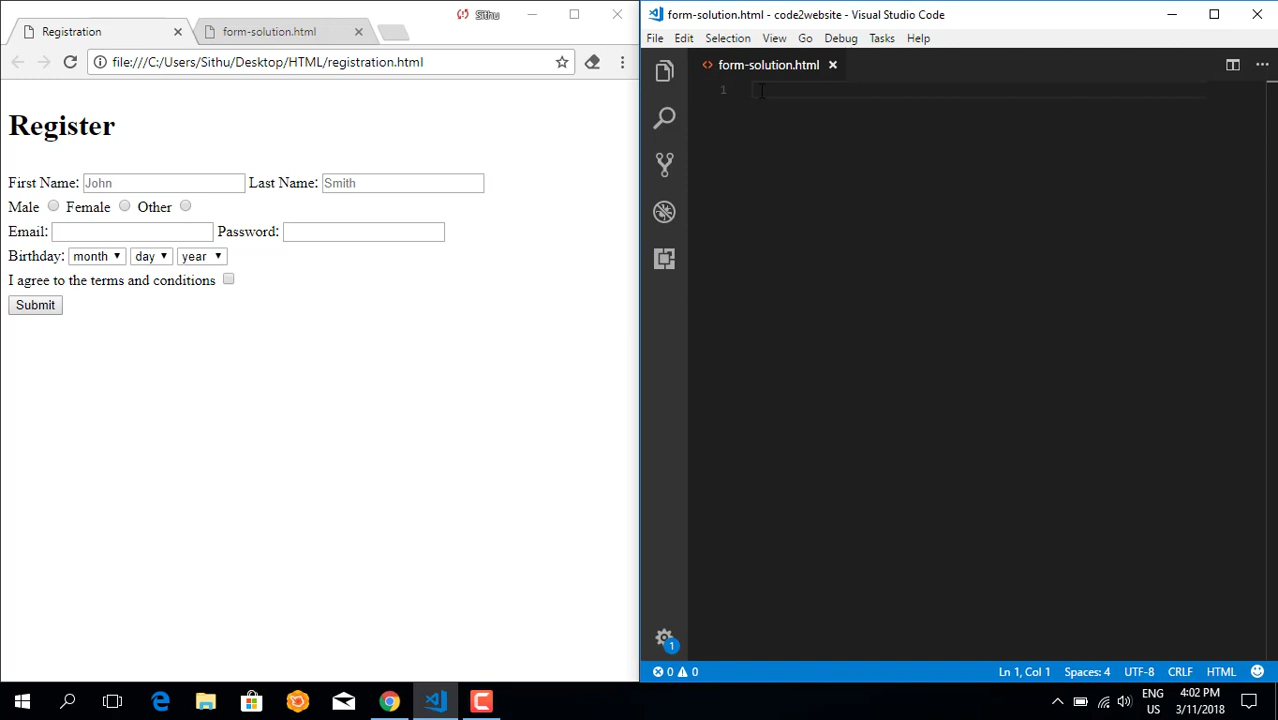 Registration
form-solution.html
Sithu
file:///C:/Users/Sithu/Desktop/HTML/registration.html
Register
First Name: John Last Name: Smith
Male Female Other
Email: Password:
Birthday: month day year
I agree to the terms and conditions
Submit
form-solution.html - code2website - Visual Studio Code
File Edit Selection View Go Debug Tasks Help
form-solution.html
1
1
0 0 Ln 1, Col 1 Spaces: 4 UTF-8 CRLF HTML
ENG 4:02 PM
US 3/11/2018